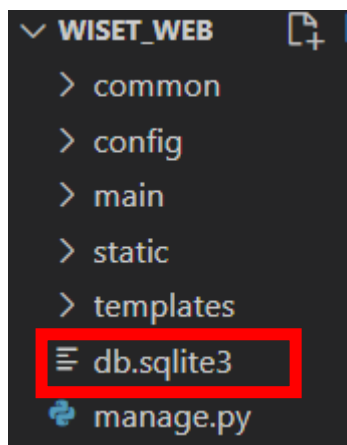 WISET_WEB
common
config
main
static
templates
db.sqlite3
manage.py